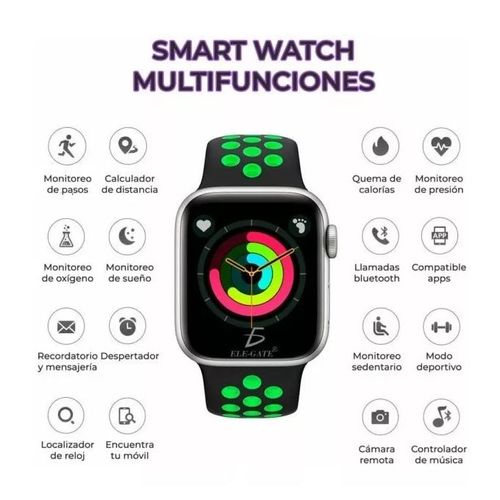 SMART WATCH
MULTIFUNCIONES
Monitoreo
de pasos
Calculador
de distancia
Quema de
calorías
Monitoreo
de presión
Monitoreo
de oxígeno
Monitoreo
de sueño
Llamadas
bluetooth
APP
Compatible
apps
Recordatorio
y mensajería
Despertador
ELE-GATE®
Monitoreo
sedentario
Modo
deportivo
Localizador
de reloj
Encuentra
tu móvil
Cámara
remota
Controlador
de música